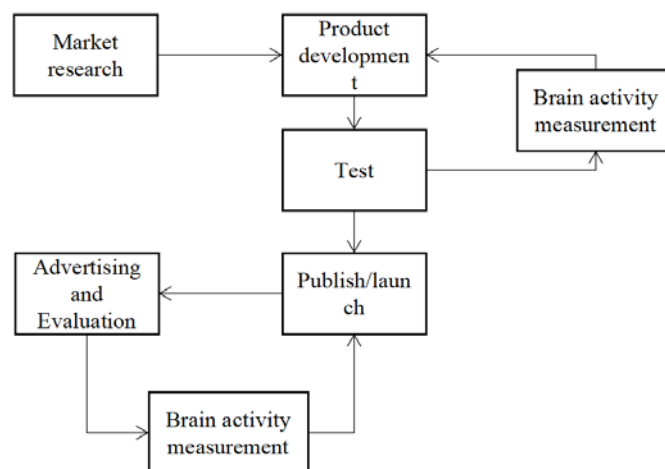 Market
research
Product
developmen
t
Brain activity
measurement
Test
Advertising
and
Evaluation
Publish/laun
ch
Brain activity
measurement